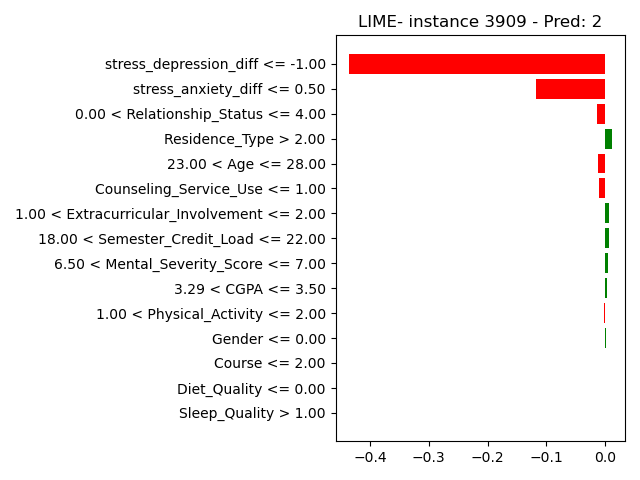 LIME- instance 3909 - Pred: 2
stress_depression_diff <= -1.00
stress_anxiety_diff <= 0.50
0.00 < Relationship_Status <= 4.00
Residence_Type > 2.00
23.00 < Age <= 28.00
Counseling_Service_Use <= 1.00
1.00 < Extracurricular_Involvement <= 2.00
18.00 < Semester_Credit_Load <= 22.00
6.50 < Mental_Severity_Score <= 7.00
3.29 < CGPA <= 3.50
1.00 < Physical_Activity <= 2.00
Gender <= 0.00
Course <= 2.00
Diet_Quality <= 0.00
Sleep_Quality > 1.00
−0.4 −0.3 −0.2 −0.1 0.0